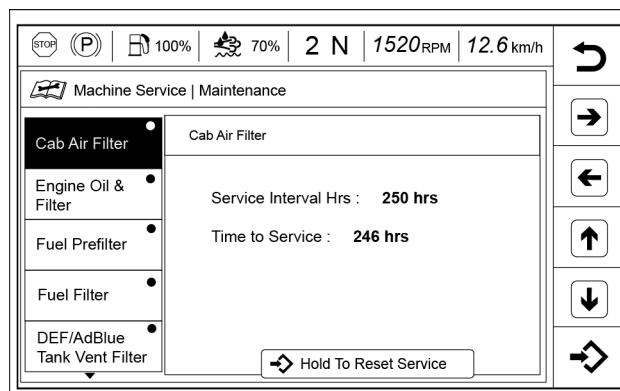 STOP (P) 100% 70% 2 N 1520 RPM 12.6 km/h
Machine Service | Maintenance
Cab Air Filter
Engine Oil &
Filter
Fuel Prefilter
Fuel Filter
DEF/AdBlue
Tank Vent Filter
Cab Air Filter
Service Interval Hrs : 250 hrs
Time to Service : 246 hrs
Hold To Reset Service